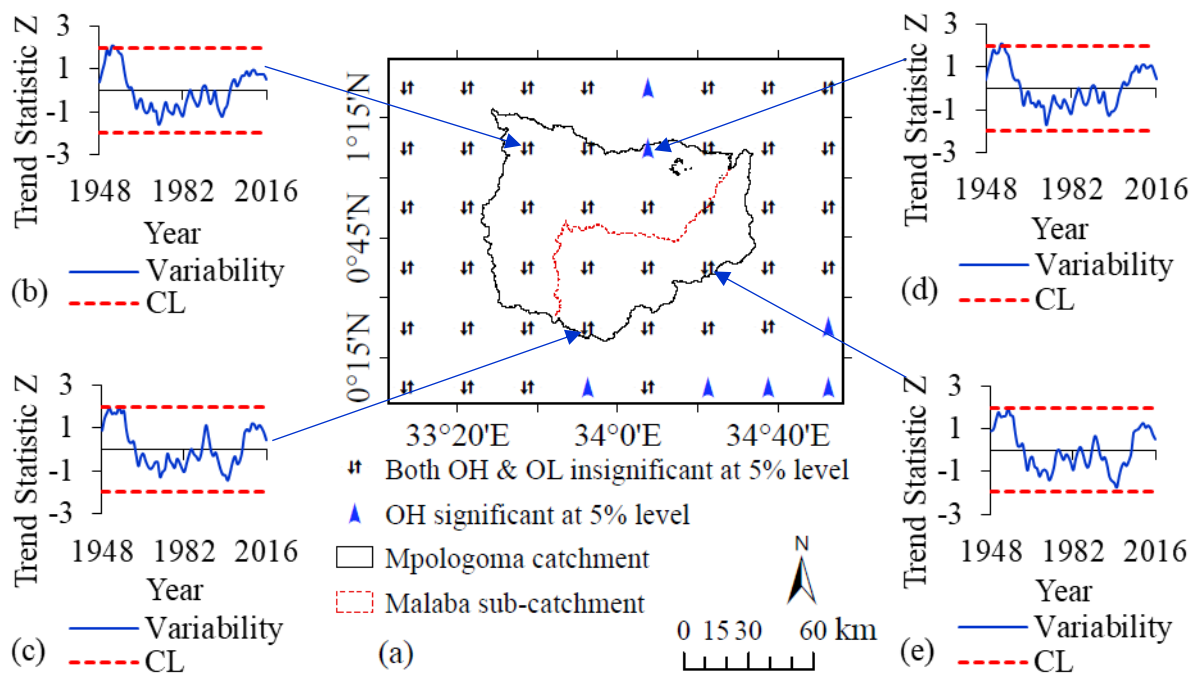 3
1
-1
-3
Trend Statistic Z
1948
1982
2016
Year
Variability
CL
(b)
3
1
-1
-3
Trend Statistic Z
1948
1982
2016
Year
Variability
CL
(c)
1°15'N
0°45'N
0°15'N
33°20'E
34°0'E
34°40'E
Both OH & OL insignificant at 5% level
OH significant at 5% level
Mpologoma catchment
Malaba sub-catchment
N
0 15 30 60 km
(a)
3
1
-1
-3
Trend Statistic Z
1948
1982
2016
Year
Variability
CL
(d)
3
1
-1
-3
Trend Statistic Z
1948
1982
2016
Year
Variability
CL
(e)